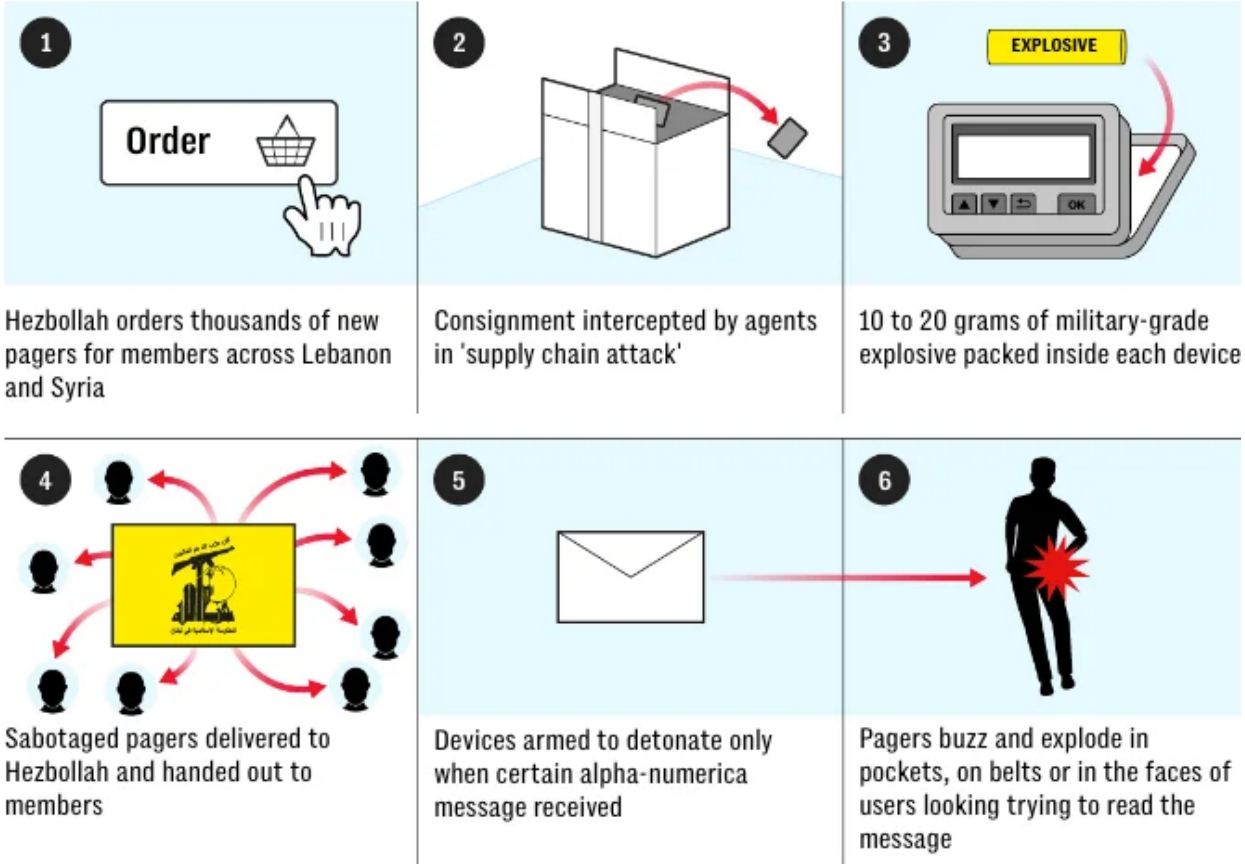 1
Order
Hezbollah orders thousands of new
pagers for members across Lebanon
and Syria
2
Consignment intercepted by agents
in 'supply chain attack'
3
EXPLOSIVE
OK
10 to 20 grams of military-grade
explosive packed inside each device
4
Sabotaged pagers delivered to
Hezbollah and handed out to
members
5
Devices armed to detonate only
when certain alpha-numerica
message received
6
Pagers buzz and explode in
pockets, on belts or in the faces of
users looking trying to read the
message